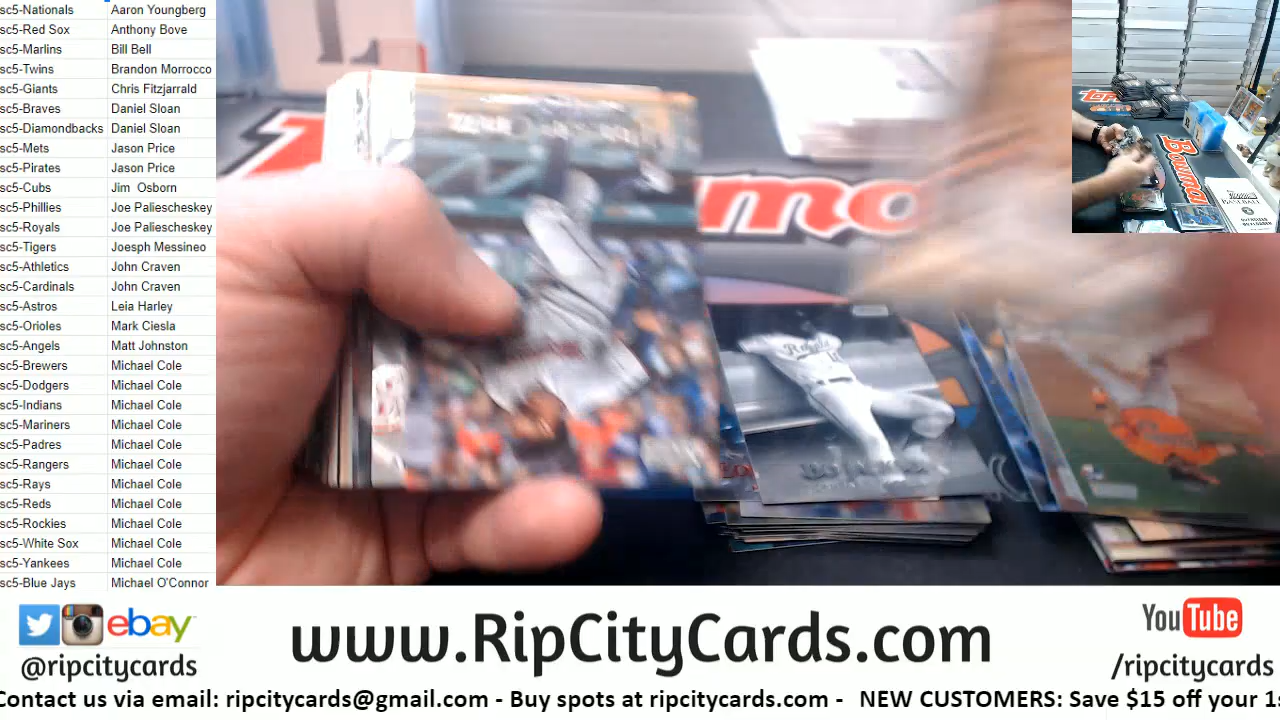 sc5-Nationals Aaron Youngberg
sc5-Red Sox Anthony Bove
sc5-Marlins Bill Bell
sc5-Twins Brandon Morrocco
sc5-Giants Chris Fitzjarrald
sc5-Braves Daniel Sloan
sc5-Diamondbacks Daniel Sloan
sc5-Mets Jason Price
sc5-Pirates Jason Price
sc5-Cubs Jim Osborn
sc5-Phillies Joe Paliescheskey
sc5-Royals Joe Paliescheskey
sc5-Tigers Joesph Messineo
sc5-Athletics John Craven
sc5-Cardinals John Craven
sc5-Astros Leia Harley
sc5-Orioles Mark Ciesla
sc5-Angels Matt Johnston
sc5-Brewers Michael Cole
sc5-Dodgers Michael Cole
sc5-Indians Michael Cole
sc5-Mariners Michael Cole
sc5-Padres Michael Cole
sc5-Rangers Michael Cole
sc5-Rays Michael Cole
sc5-Reds Michael Cole
sc5-Rockies Michael Cole
sc5-White Sox Michael Cole
sc5-Yankees Michael Cole
sc5-Blue Jays Michael O'Connor
Royals
BOWMAN
BASEBALL
ebay
@ripcitycards
www.RipCityCards.com
YouTube
/ripcitycards
Contact us via email: ripcitycards@gmail.com - Buy spots at ripcitycards.com - NEW CUSTOMERS: Save $15 off your 1s